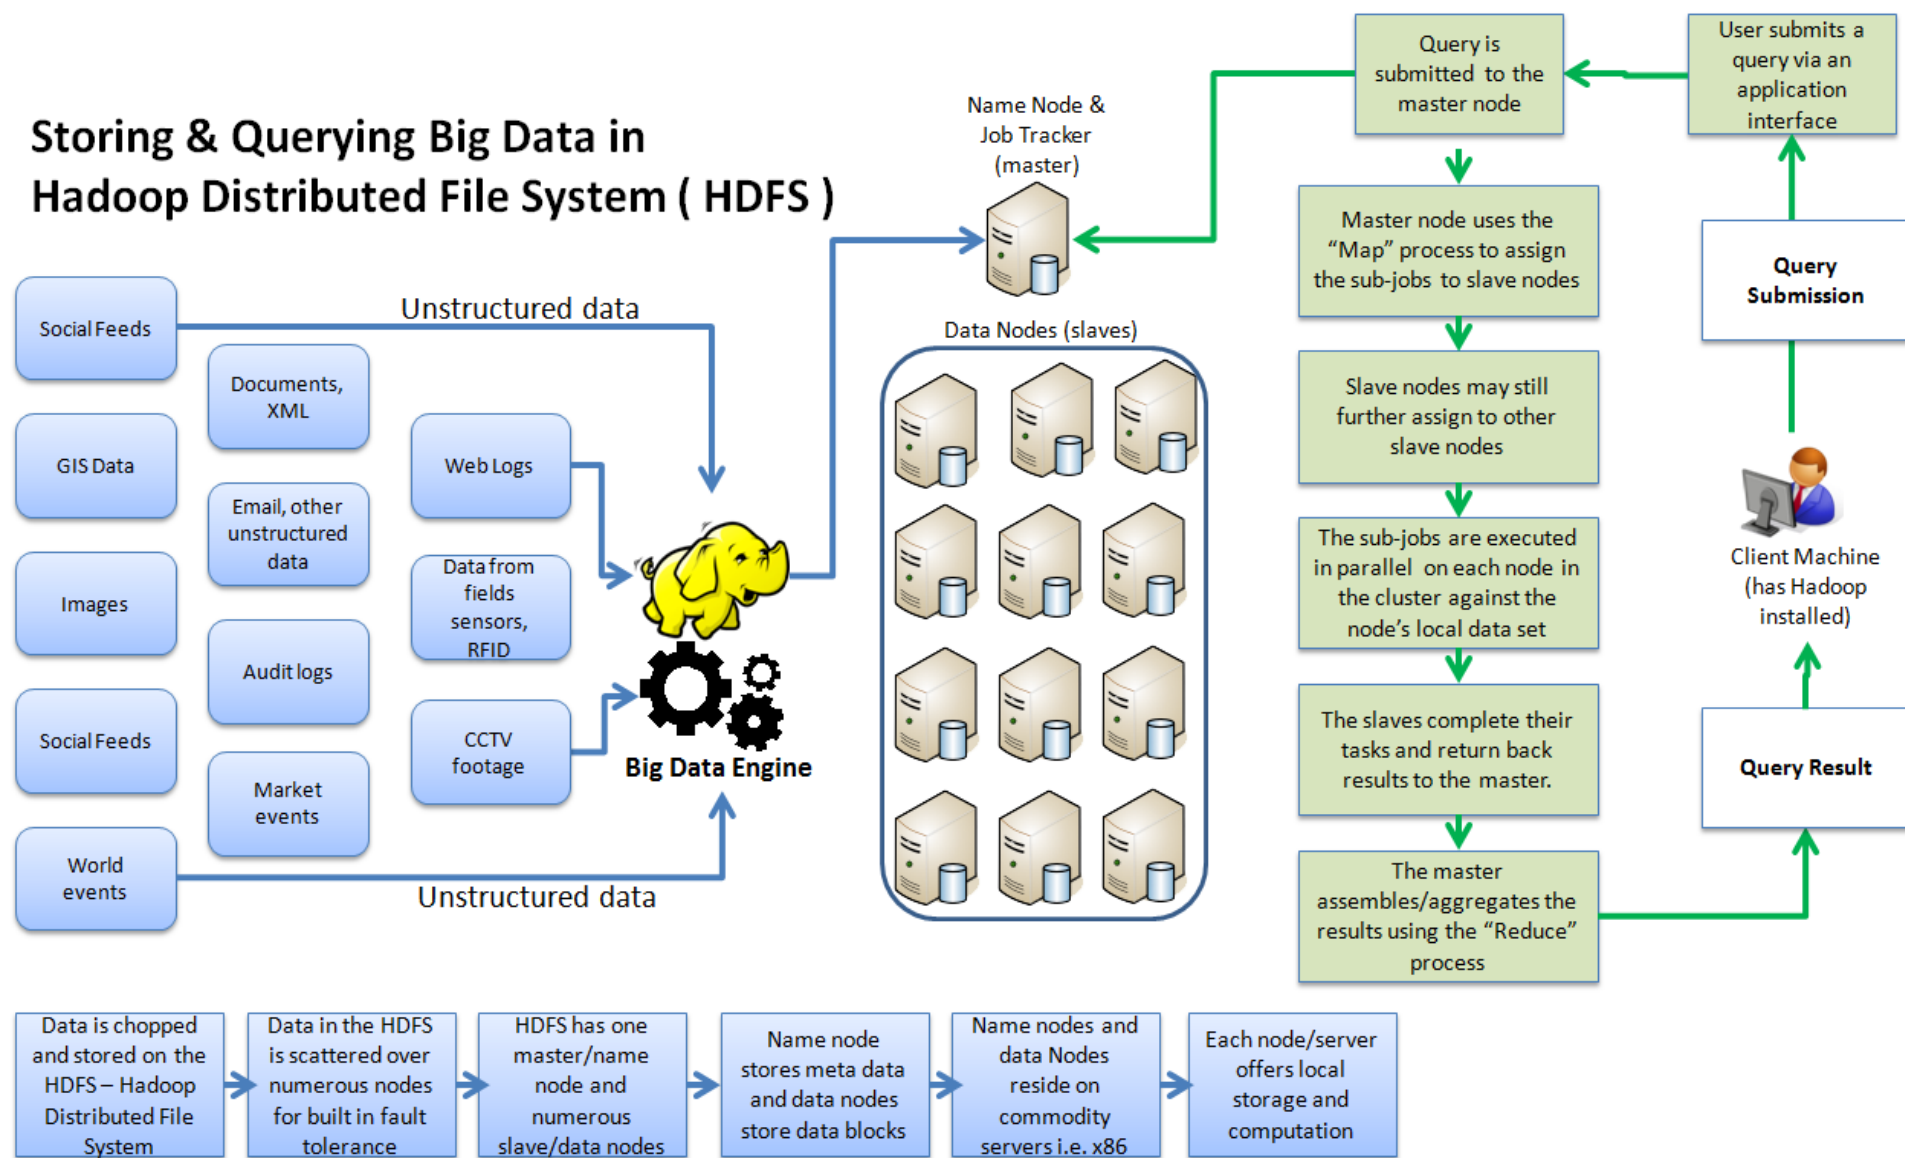 Storing & Querying Big Data in
Hadoop Distributed File System ( HDFS )
Social Feeds
GIS Data
Images
Social Feeds
World
events
Documents,
XML
Email, other
unstructured
data
Audit logs
Market
events
Unstructured data
Web Logs
Data from
fields
sensors,
RFID
CCTV
footage
Unstructured data
Big Data Engine
Name Node &
Job Tracker
(master)
Data Nodes (slaves)
Query is
submitted to the
master node
Master node uses the
“Map” process to assign
the sub-jobs to slave nodes
Slave nodes may still
further assign to other
slave nodes
The sub-jobs are executed
in parallel on each node in
the cluster against the
node’s local data set
The slaves complete their
tasks and return back
results to the master.
The master
assembles/aggregates the
results using the “Reduce”
process
User submits a
query via an
application
interface
Query
Submission
Client Machine
(has Hadoop
installed)
Query Result
Data is chopped
and stored on the
HDFS – Hadoop
Distributed File
System
Data in the HDFS
is scattered over
numerous nodes
for built in fault
tolerance
HDFS has one
master/name
node and
numerous
slave/data nodes
Name node
stores meta data
and data nodes
store data blocks
Name nodes and
data Nodes
reside on
commodity
servers i.e. x86
Each node/server
offers local
storage and
computation